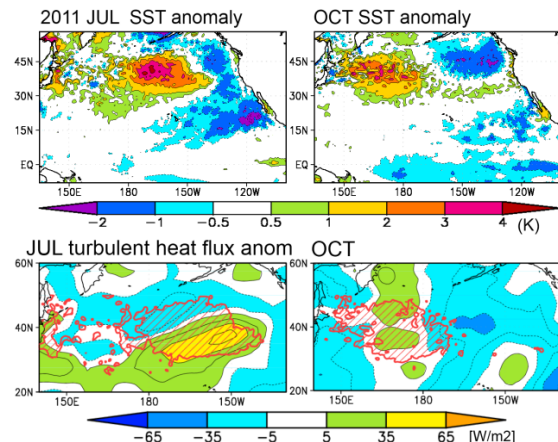 2011 JUL SST anomaly OCT SST anomaly
45N 45N
30N 30N
15N 15N
EQ EQ
150E 180 150W 120W 150E 180 150W 120W
-2 -1 -0.5 0.5 1 2 3 4 (K)
JUL turbulent heat flux anom OCT
60N 60N
40N 40N
20N 20N
150E 180 150W 150E 180 150W
-65 -35 -5 5 35 65 [W/m2]